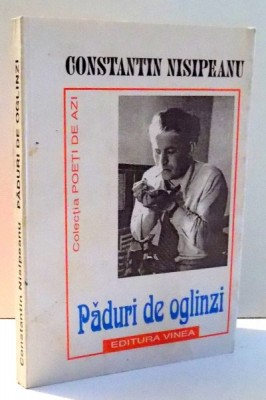 CONSTANTIN NISIPEANU
Colecția POEȚI DE AZI
Păduri de oglinzi
EDITURA VINEA
Constantin Nisipeanu PĂDURI DE OGLINZI